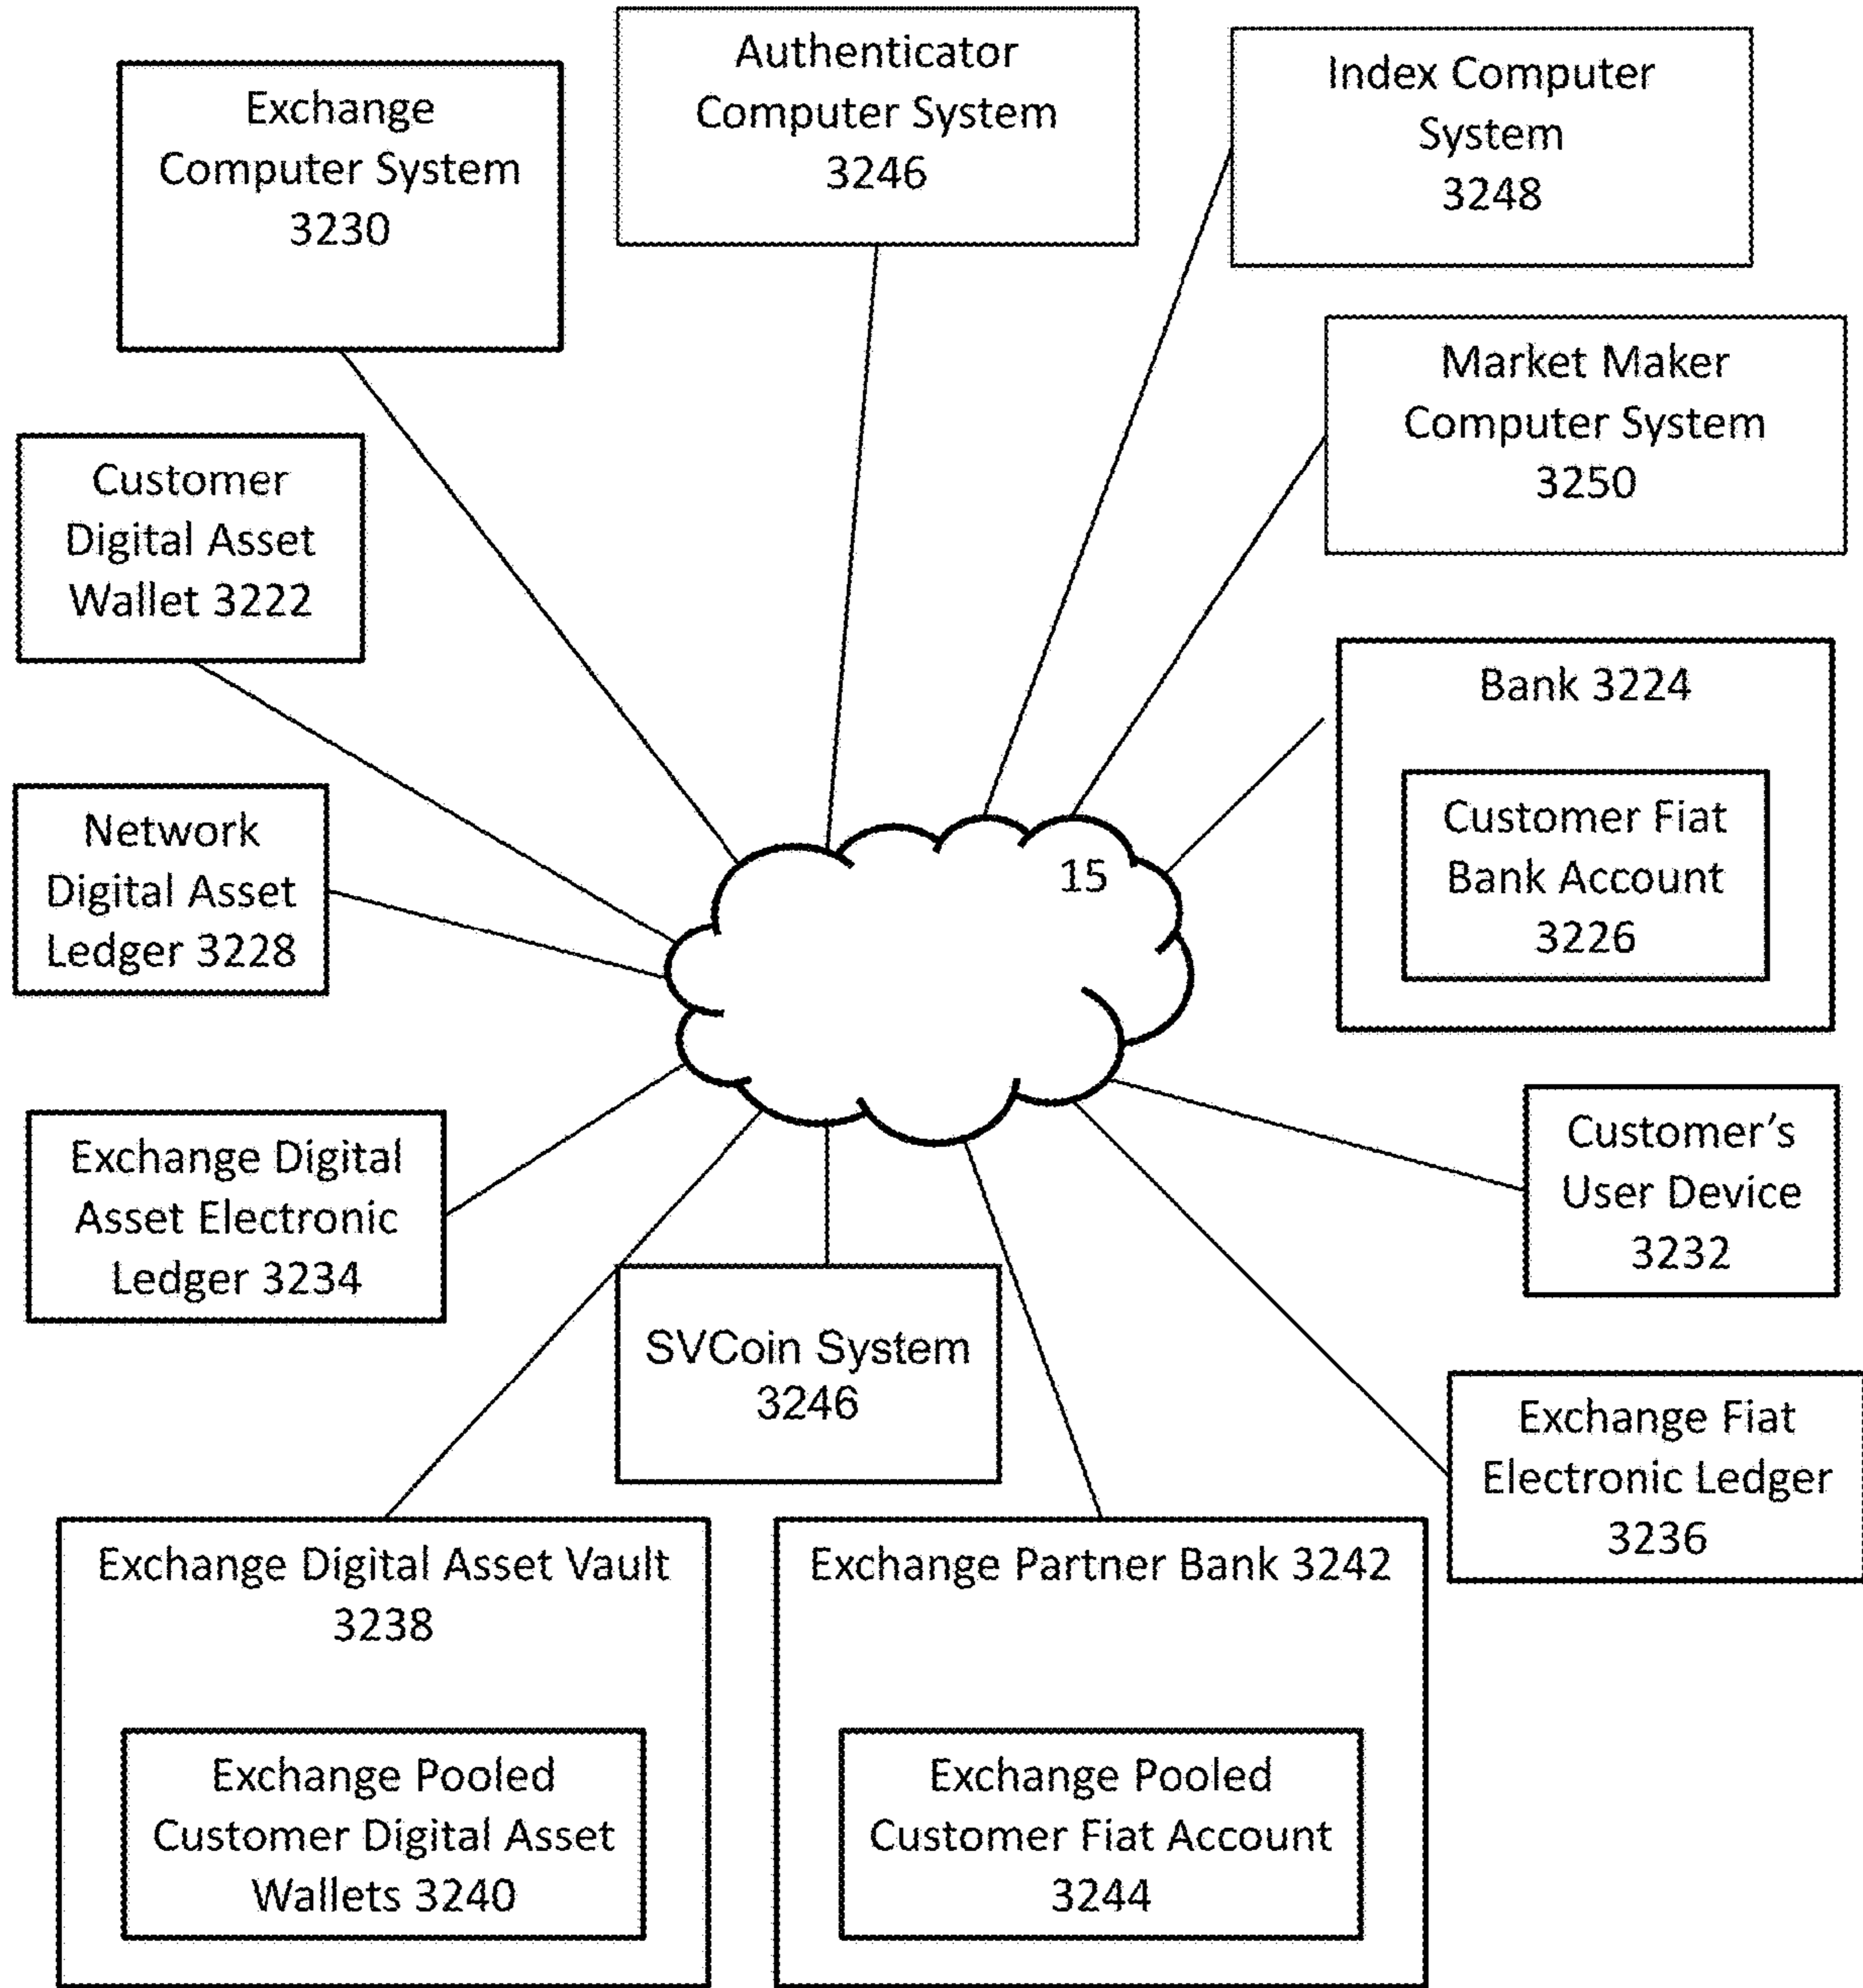 Exchange
Computer System
3230
Authenticator
Computer System
3246
Index Computer
System
3248
Market Maker
Computer System
3250
Customer
Digital Asset
Wallet 3222
Bank 3224
Customer Fiat
Bank Account
3226
Network
Digital Asset
Ledger 3228
15
Exchange Digital
Asset Electronic
Ledger 3234
Customer's
User Device
3232
SVCoin System
3246
Exchange Fiat
Electronic Ledger
3236
Exchange Digital Asset Vault
3238
Exchange Pooled
Customer Digital Asset
Wallets 3240
Exchange Partner Bank 3242
Exchange Pooled
Customer Fiat Account
3244